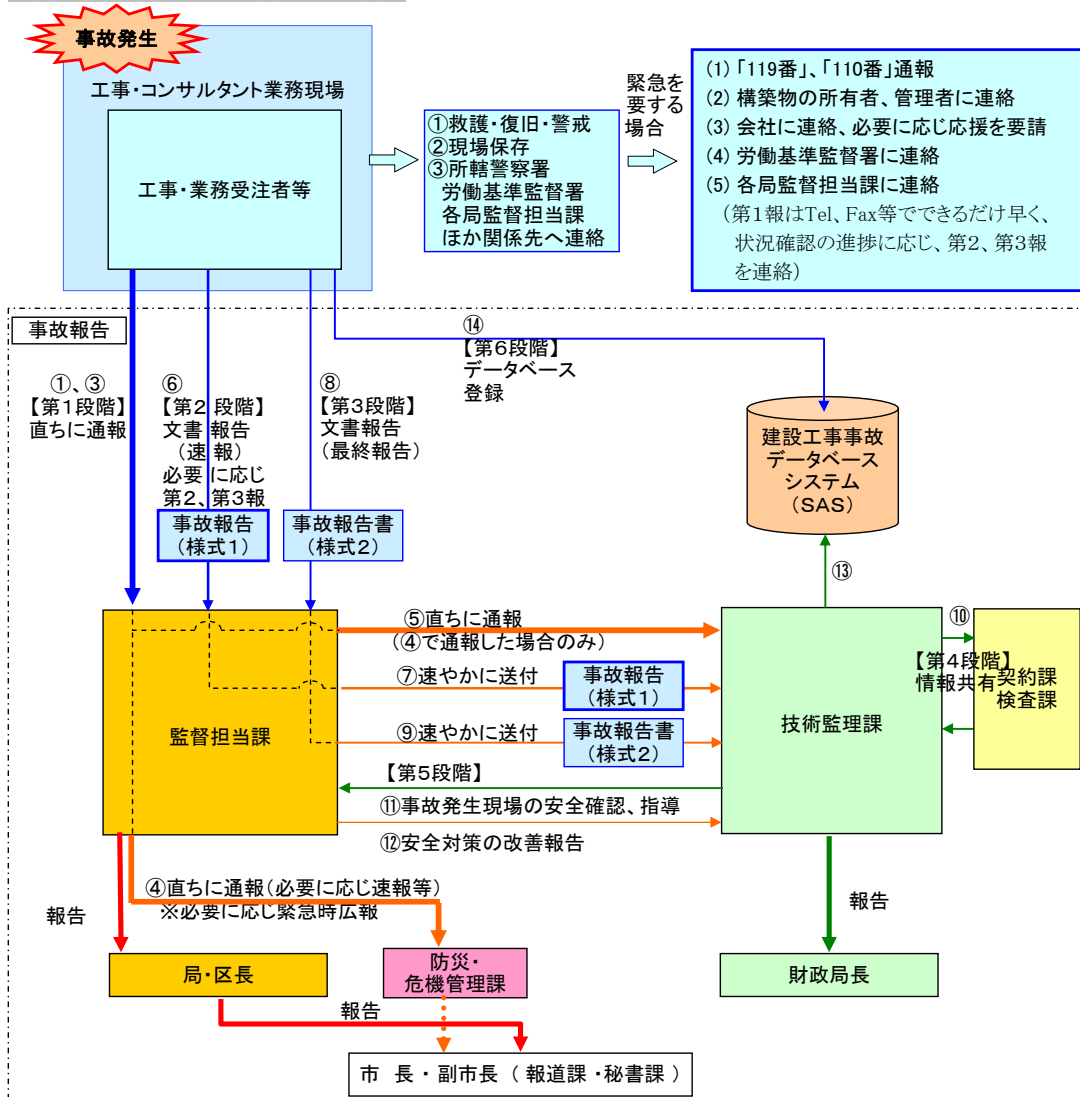 事故発生
工事・コンサルタント業務現場
工事・業務受注者等
①救護・復旧・警戒
②現場保存
③所轄警察署
労働基準監督署
各局監督担当課
ほか関係先へ連絡
緊急を
要する
場合
(1)「119番」、「110番」通報
(2) 構築物の所有者、管理者に連絡
(3) 会社に連絡、必要に応じ応援を要請
(4) 労働基準監督署に連絡
(5) 各局監督担当課に連絡
(第1報はTel、Fax等でできるだけ早く、
状況確認の進捗に応じ、第2、第3報
を連絡)
事故報告
①、③
【第1段階】
直ちに通報
⑥
【第2段階】
文書報告
(速報)
必要に応じ
第2、第3報
事故報告
(様式1)
⑧
【第3段階】
文書報告
(最終報告)
事故報告書
(様式2)
⑭
【第6段階】
データベース
登録
建設工事事故
データベース
システム
(SAS)
⑬
監督担当課
⑤直ちに通報
(④で通報した場合のみ)
⑦速やかに送付
事故報告
(様式1)
⑨速やかに送付
事故報告書
(様式2)
【第5段階】
⑪事故発生現場の安全確認、指導
⑫安全対策の改善報告
技術監理課
⑩
【第4段階】
情報共有
契約課
検査課
④直ちに通報(必要に応じ速報等)
※必要に応じ緊急時広報
報告
報告
局・区長
防災・
危機管理課
財政局長
報告
市 長・副市長 ( 報道課・秘書課 )